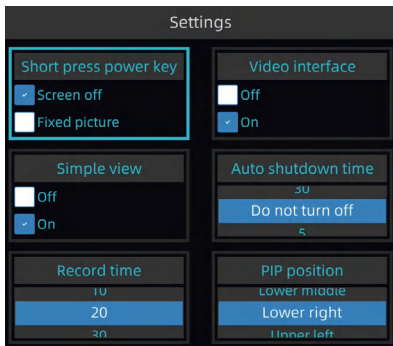 Settings
Short press power key
Screen off
Fixed picture
Video interface
Off
On
Simple view
Off
On
Auto shutdown time
30
Do not turn off
5
Record time
10
20
30
PIP position
Lower middle
Lower right
Upper left